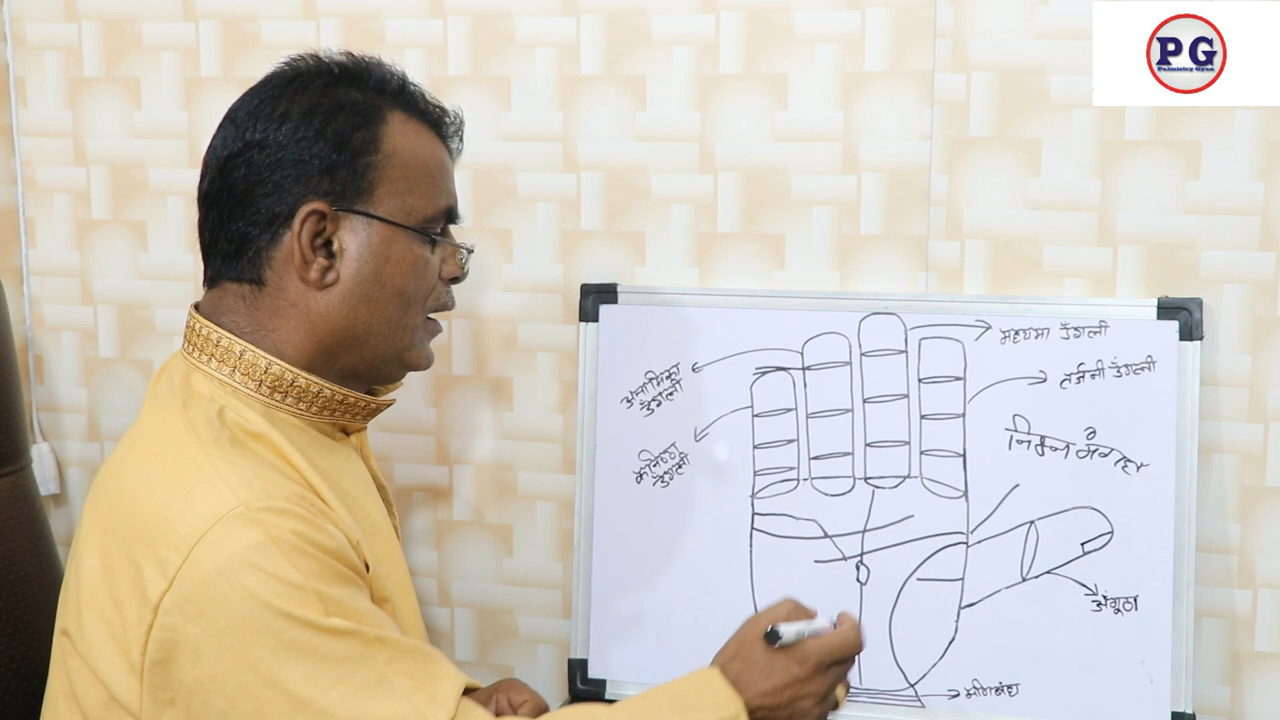 PG
Palmistry Gyan
मध्यमा उँगली
तर्जनी उँगली
अनामिका
उँगली
कनिष्ठा
उँगली
निम्न मंगल
अँगूठा
मणिबंध